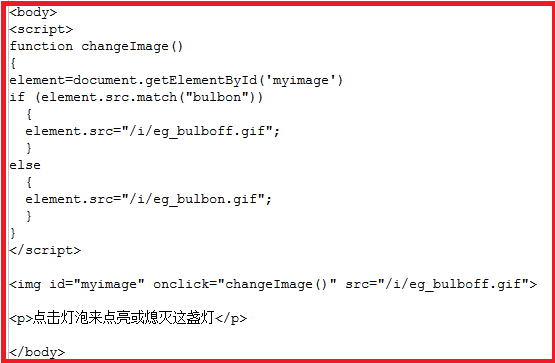 <body>
<script>
function changeImage()
{
element=document.getElementById('myimage')
if (element.src.match("bulbon"))
  {
  element.src="/i/eg_bulboff.gif";
  }
else
  {
  element.src="/i/eg_bulbon.gif";
  }
}
</script>

<img id="myimage" onclick="changeImage()" src="/i/eg_bulboff.gif">

<p>点击灯泡来点亮或熄灭这盏灯</p>

</body>